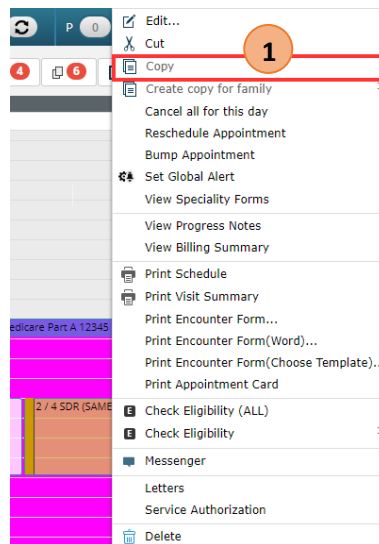 P 0
4
6
Edit...
Cut
1
Copy
Create copy for family
Cancel all for this day
Reschedule Appointment
Bump Appointment
Set Global Alert
View Speciality Forms
View Progress Notes
View Billing Summary
Print Schedule
Print Visit Summary
Print Encounter Form...
edicare Part A 12345
Print Encounter Form(Word)...
Print Encounter Form(Choose Template)..
Print Appointment Card
2 / 4 SDR (SAME
E Check Eligibility (ALL)
E Check Eligibility
Messenger
Letters
Service Authorization
Delete